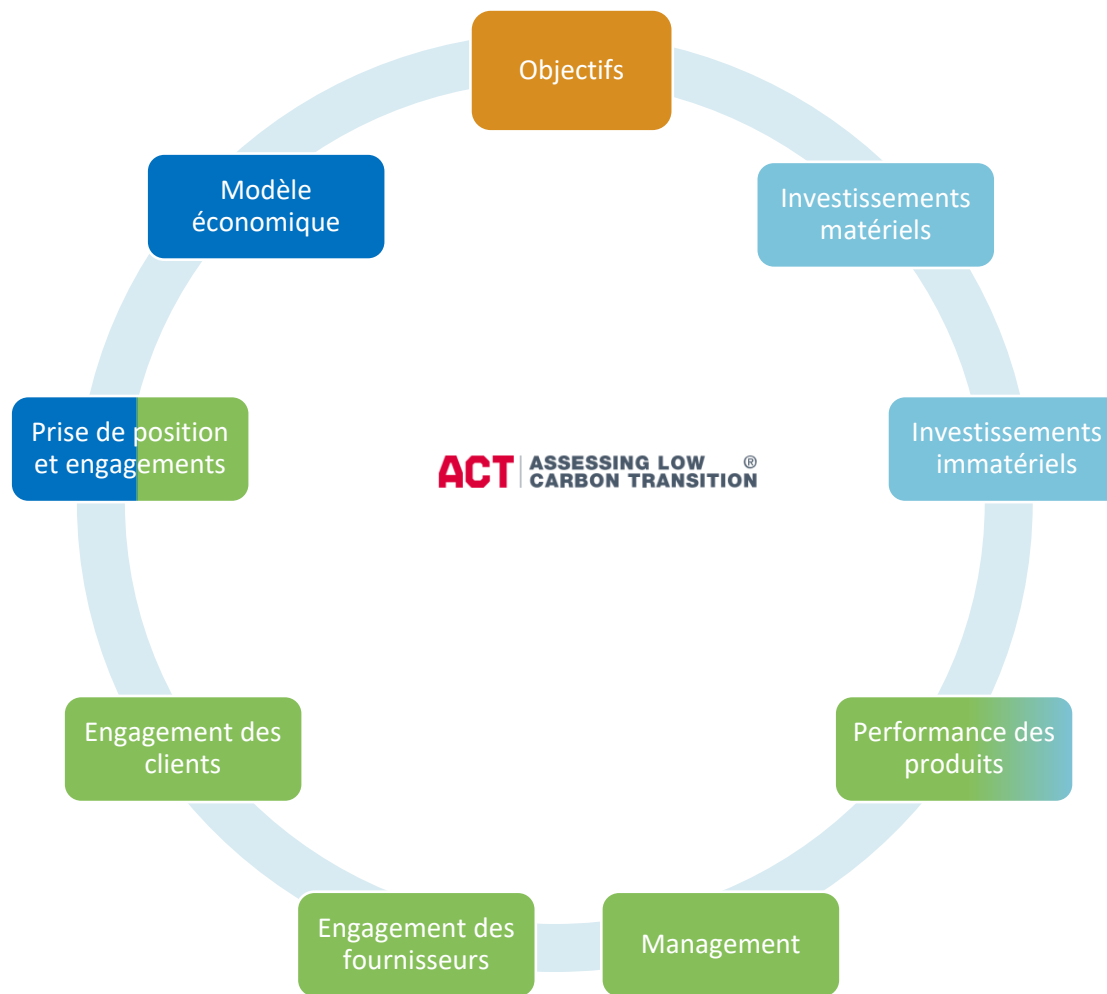 Objectifs
Investissements
matériels
Investissements
immatériels
Performance des
produits
Management
Engagement des
fournisseurs
Engagement des
clients
Prise de position
et engagements
Modèle
économique
ACT | ASSESSING LOW ®
CARBON TRANSITION